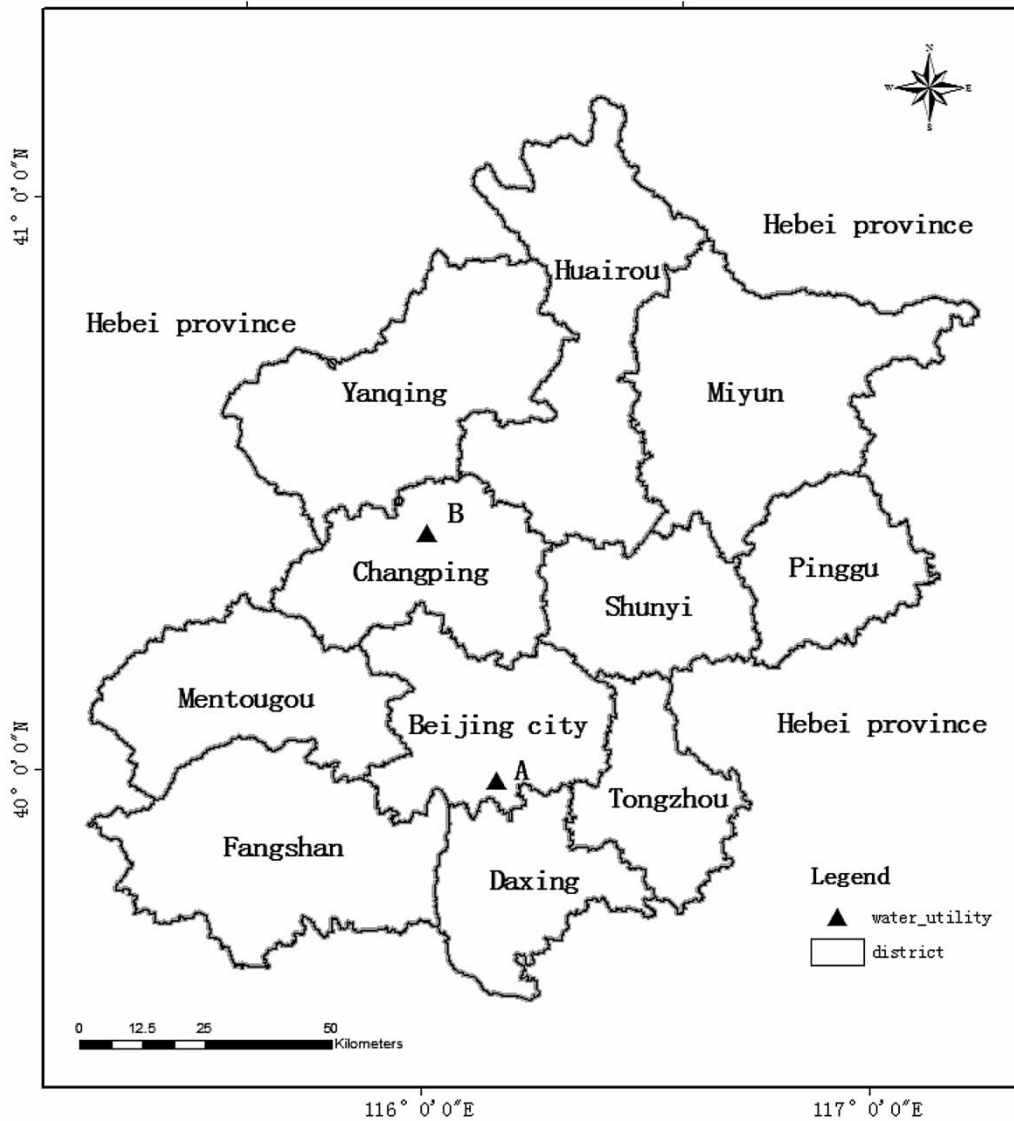 N
W E
S
41° 0′0″N
Hebei province
Huairou
Hebei province
Yanqing
Miyun
B
Changping
Pinggu
Shunyi
Mentougou
Beijing city
Hebei province
A
40° 0′0″N
Tongzhou
Fangshan
Daxing
Legend
water_utility
district
0 12.5 25 50
Kilometers
116° 0′0″E 117° 0′0″E